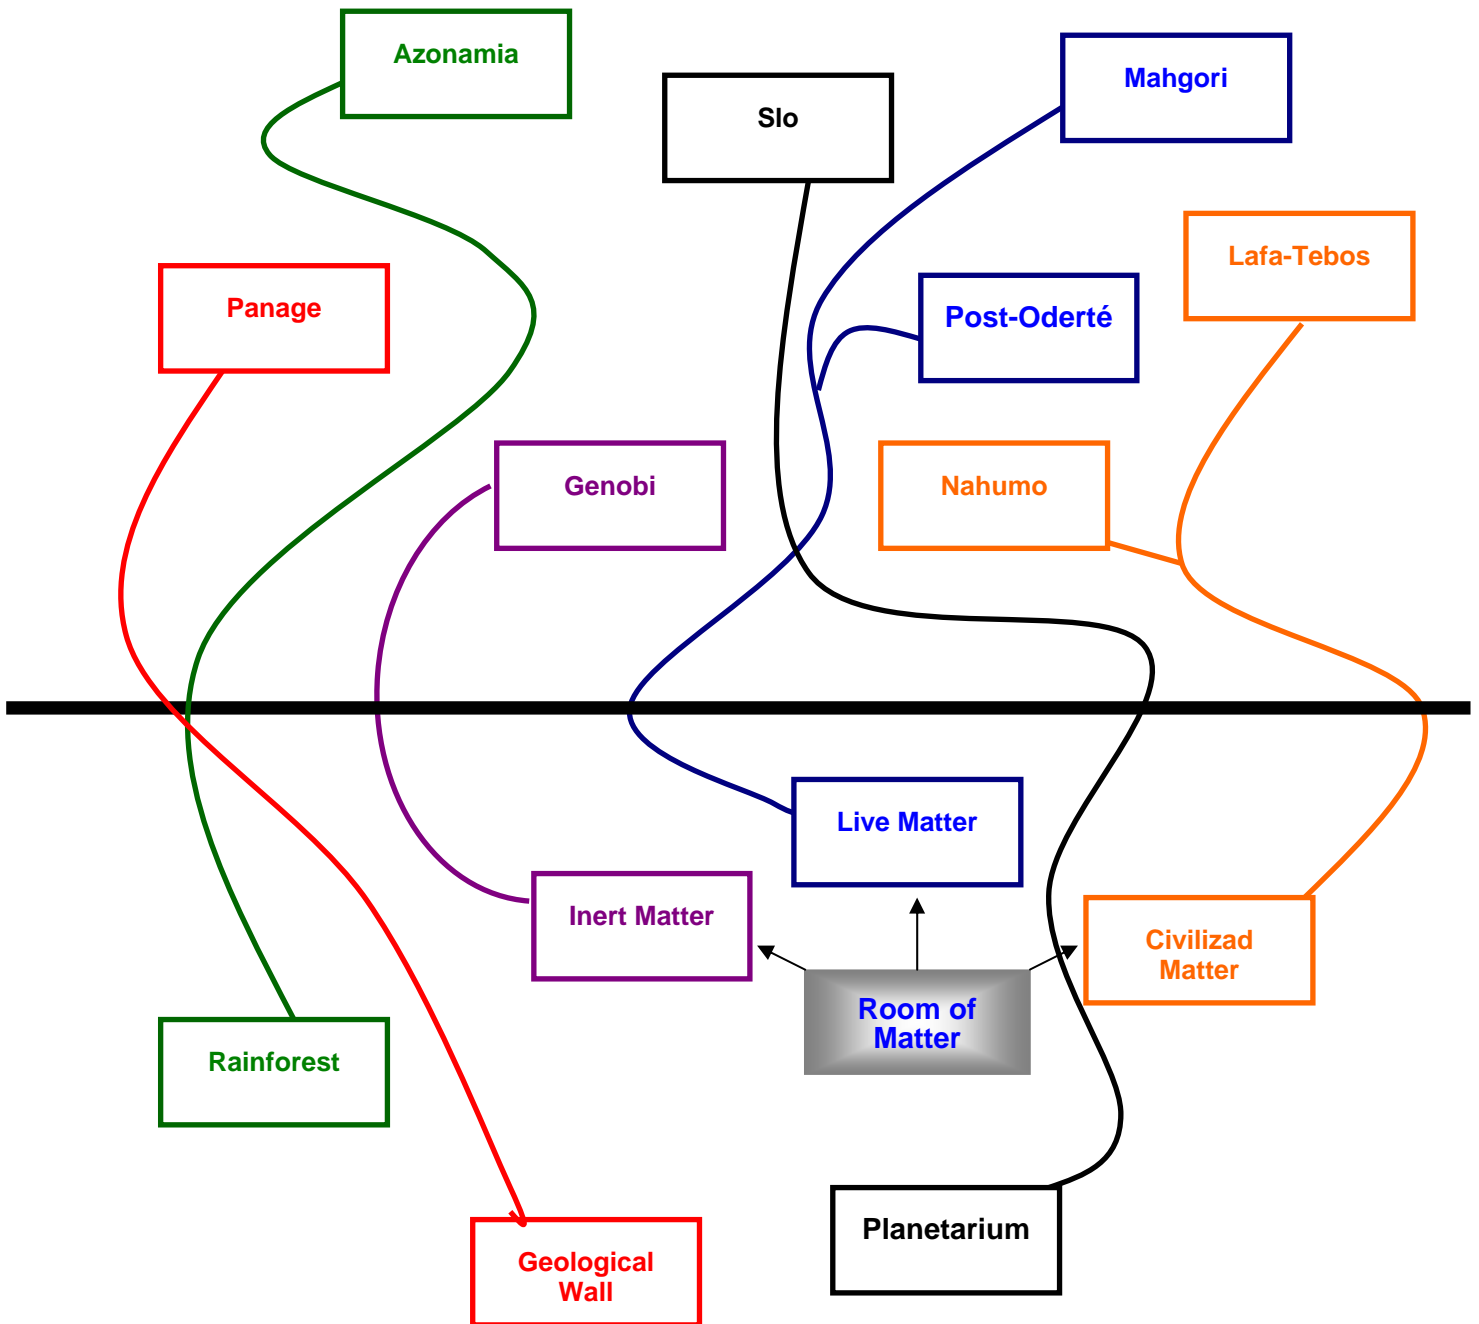 Azonamia
Mahgori
Slo
Lafa-Tebos
Panage
Post-Oderté
Genobi
Nahumo
Live Matter
Inert Matter
Civilizad
Matter
Room of
Matter
Rainforest
Planetarium
Geological
Wall